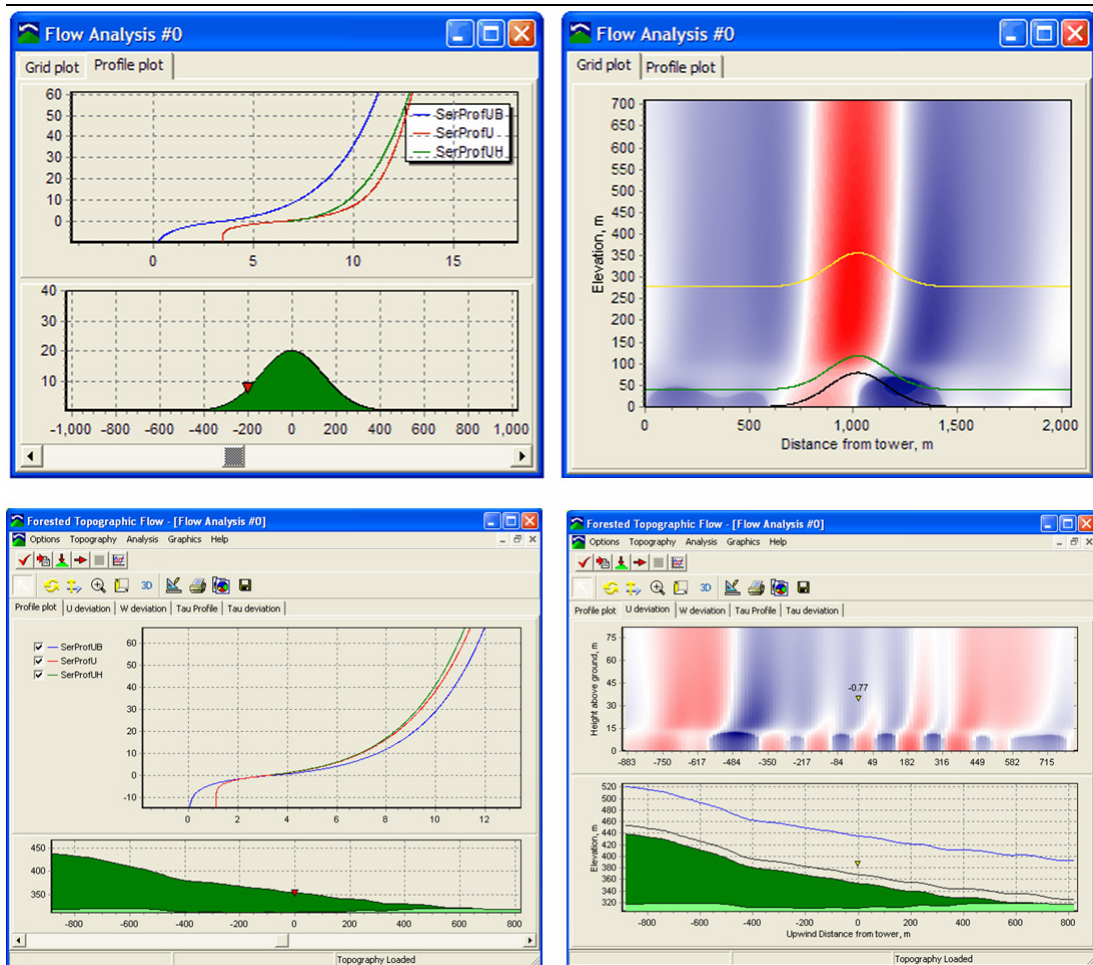 Flow Analysis #0
Grid plot Profile plot
60
50
40
30
20
10
0
SerProfUB
SerProfU
SerProfUH
0 5 10 15
40
30
20
10
-1,000 -800 -600 -400 -200 0 200 400 600 800 1,000
Flow Analysis #0
Grid plot Profile plot
Elevation, m
700
650
600
550
500
450
400
350
300
250
200
150
100
50
0
0 500 1,000 1,500 2,000
Distance from tower, m
Forested Topographic Flow - [Flow Analysis #0]
Options Topography Analysis Graphics Help
3D
Profile plot U deviation W deviation Tau Profile Tau deviation
SerProfUB
SerProfU
SerProfUH
60
50
40
30
20
10
0
-10
0 2 4 6 8 10 12
450
400
350
-800 -600 -400 -200 0 200 400 600 800
Topography Loaded
Forested Topographic Flow - [Flow Analysis #0]
Options Topography Analysis Graphics Help
3D
Profile plot U deviation W deviation Tau Profile Tau deviation
Height above ground, m
75
60
45
30
15
0
-0.77
-883 -750 -617 -484 -350 -217 -84 49 182 316 449 582 715
Elevation, m
520
500
480
460
440
420
400
380
360
340
320
-800 -600 -400 -200 0 200 400 600 800
Upwind Distance from tower, m
Topography Loaded